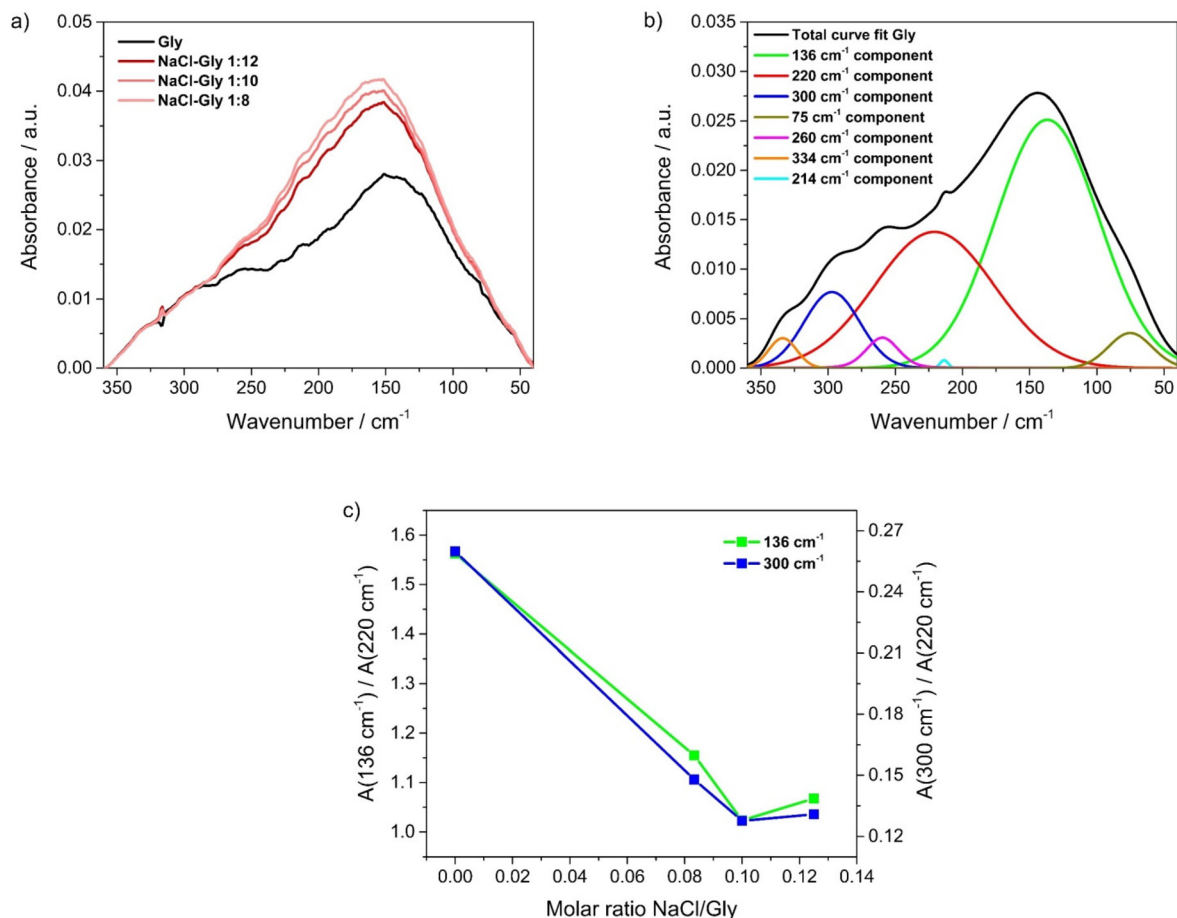 a)
0.05
0.04
0.03
0.02
0.01
0.00
Absorbance / a.u.
Gly
NaCl-Gly 1:12
NaCl-Gly 1:10
NaCl-Gly 1:8
350 300 250 200 150 100 50
Wavenumber / cm⁻¹
b)
0.035
0.030
0.025
0.020
0.015
0.010
0.005
0.000
Absorbance / a.u.
Total curve fit Gly
136 cm⁻¹ component
220 cm⁻¹ component
300 cm⁻¹ component
75 cm⁻¹ component
260 cm⁻¹ component
334 cm⁻¹ component
214 cm⁻¹ component
350 300 250 200 150 100 50
Wavenumber / cm⁻¹
c)
1.6
1.5
1.4
1.3
1.2
1.1
1.0
A(136 cm⁻¹) / A(220 cm⁻¹)
136 cm⁻¹
300 cm⁻¹
0.27
0.24
0.21
0.18
0.15
0.12
A(300 cm⁻¹) / A(220 cm⁻¹)
0.00 0.02 0.04 0.06 0.08 0.10 0.12 0.14
Molar ratio NaCl/Gly